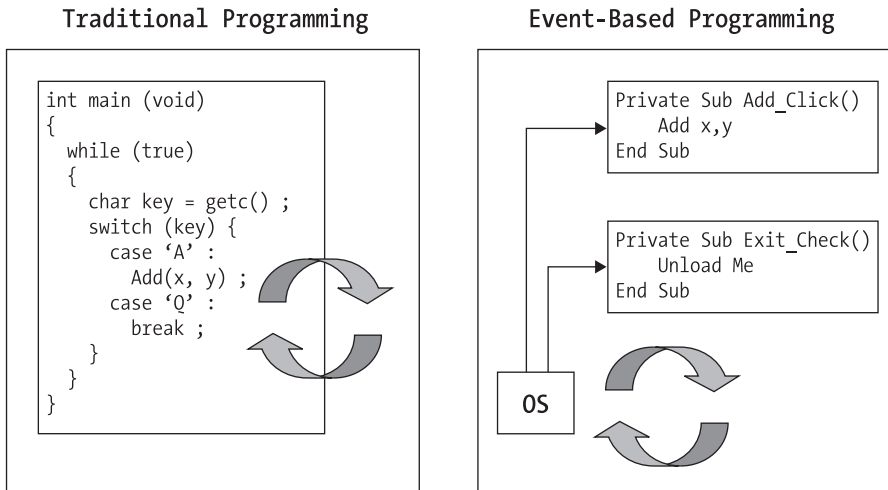 Traditional Programming
int main (void)
{
while (true)
{
char key = getc() ;
switch (key) {
case ‘A’ :
Add(x, y) ;
case ‘Q’ :
break ;
}
}
}
Event-Based Programming
Private Sub Add_Click()
Add x,y
End Sub
Private Sub Exit_Check()
Unload Me
End Sub
OS